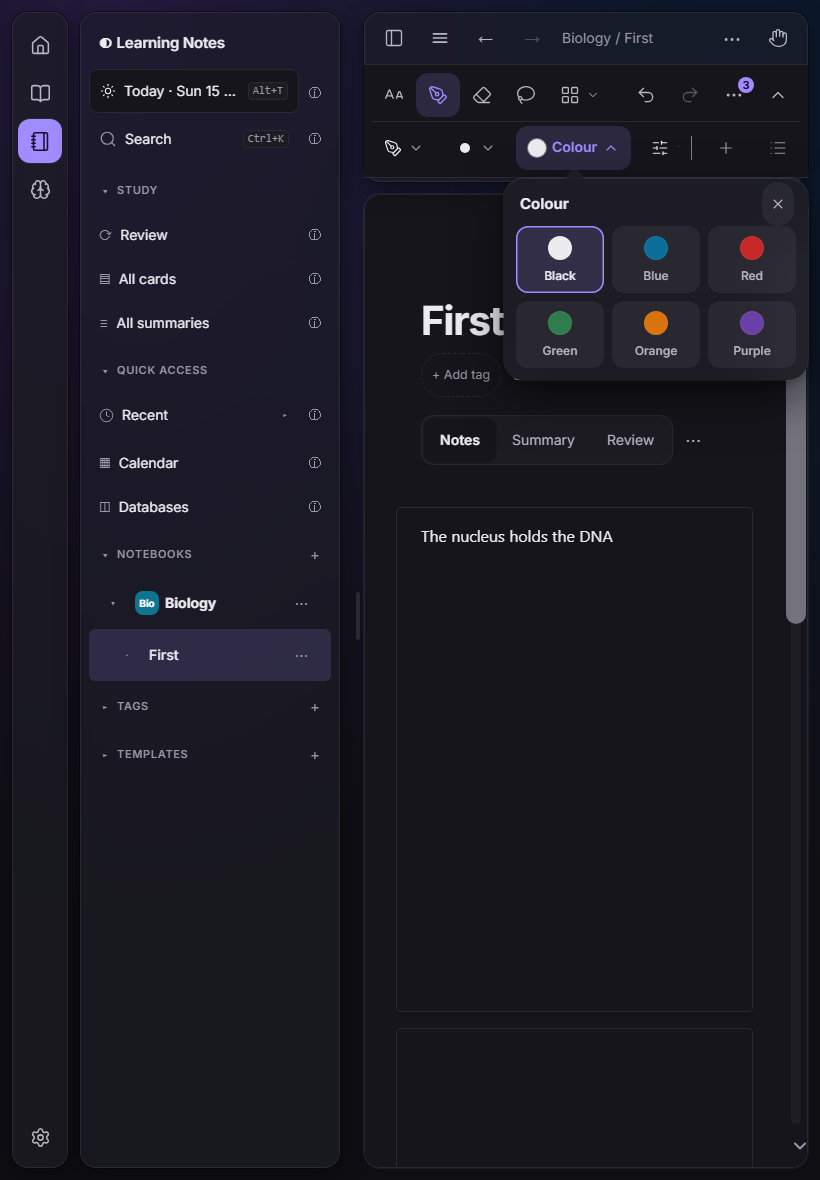 Learning Notes
Today · Sun 15 ... Alt+T
Search Ctrl+K
STUDY
Review
All cards
All summaries
QUICK ACCESS
Recent
Calendar
Databases
NOTEBOOKS
Bio Biology
First
TAGS
TEMPLATES
Biology / First
AA
3
Colour
Colour
Black Blue Red
Green Orange Purple
First
+ Add tag
Notes Summary Review
The nucleus holds the DNA